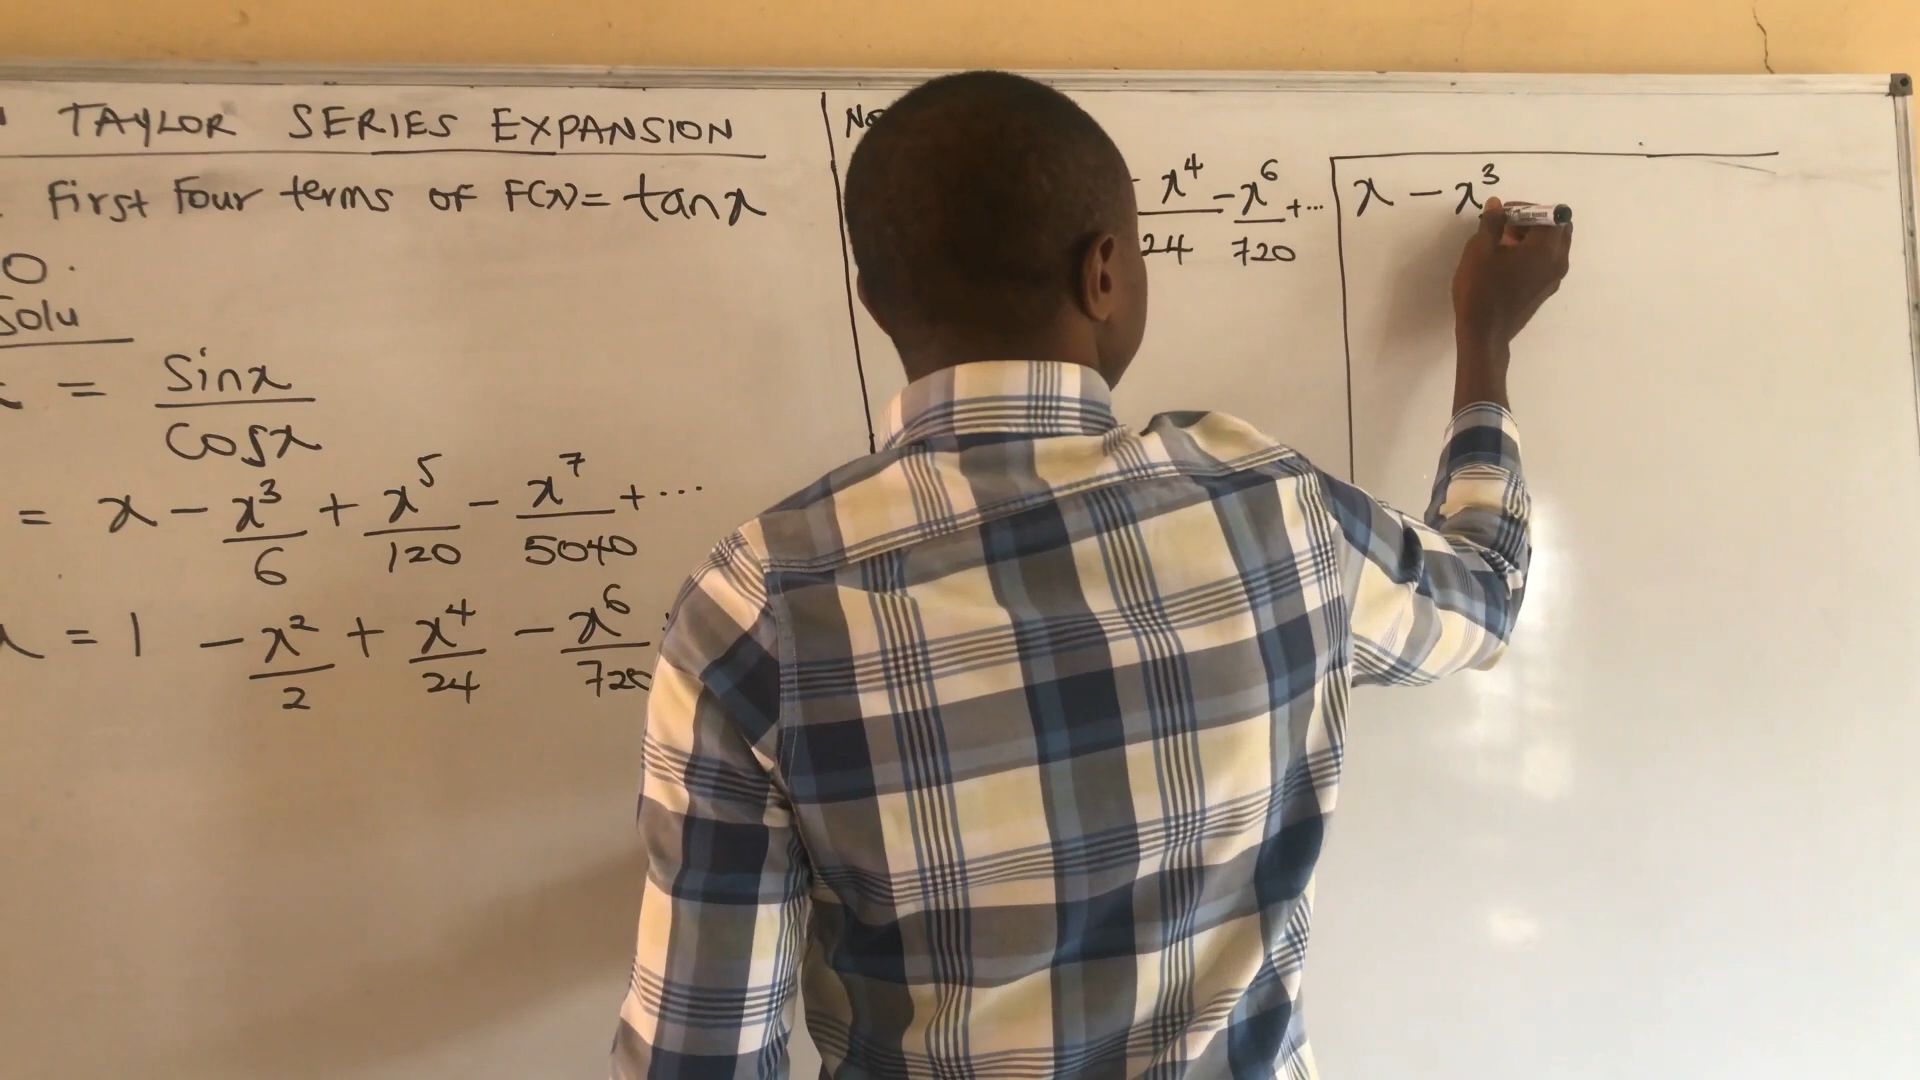 TAYLOR SERIES EXPANSION
First Four terms of F(x) = tanx
0.
Solu
= Sinx / Cosx
= x - x³/6 + x⁵/120 - x⁷/5040 + ...
x = 1 - x²/2 + x⁴/24 - x⁶/720
No
x⁴/24 - x⁶/720 + ... x - x³